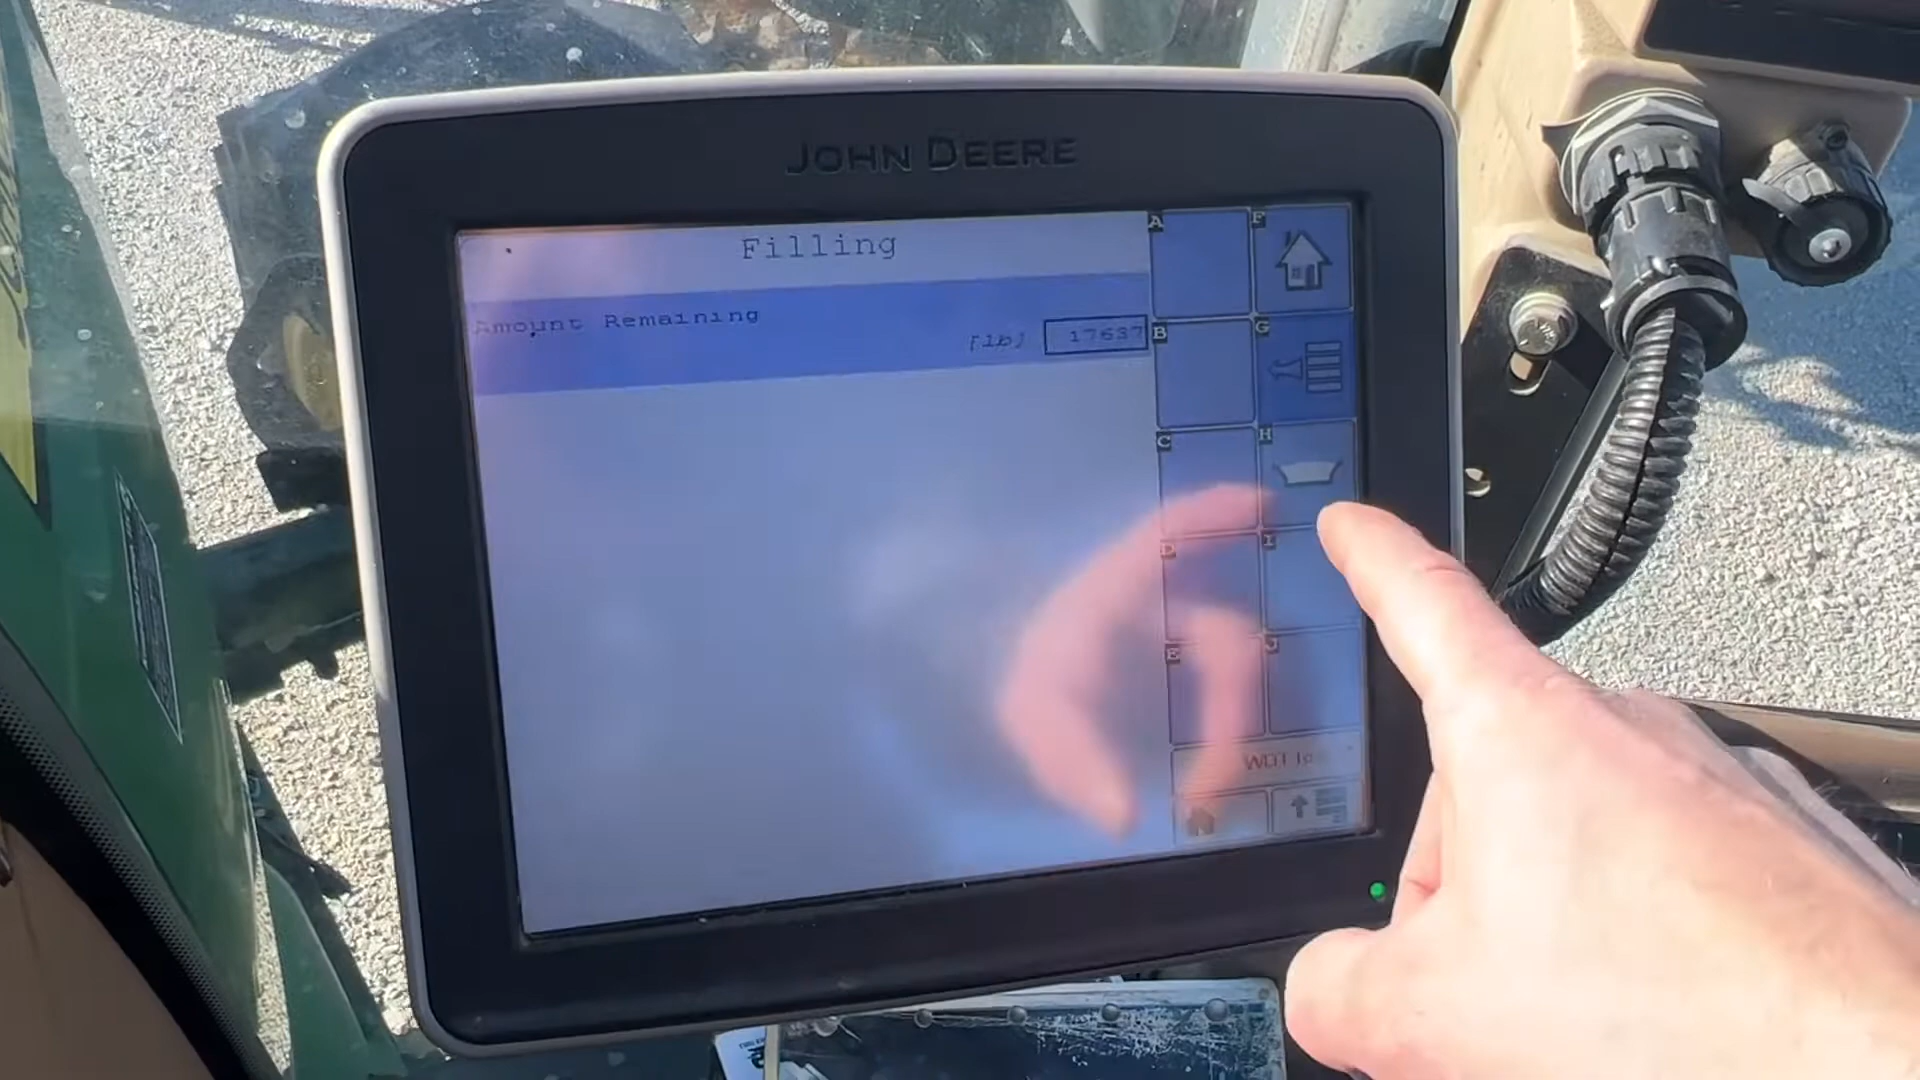 JOHN DEERE
Filling
Amount Remaining
[lb] 17637
A
F
B
G
C
H
D
I
E
J